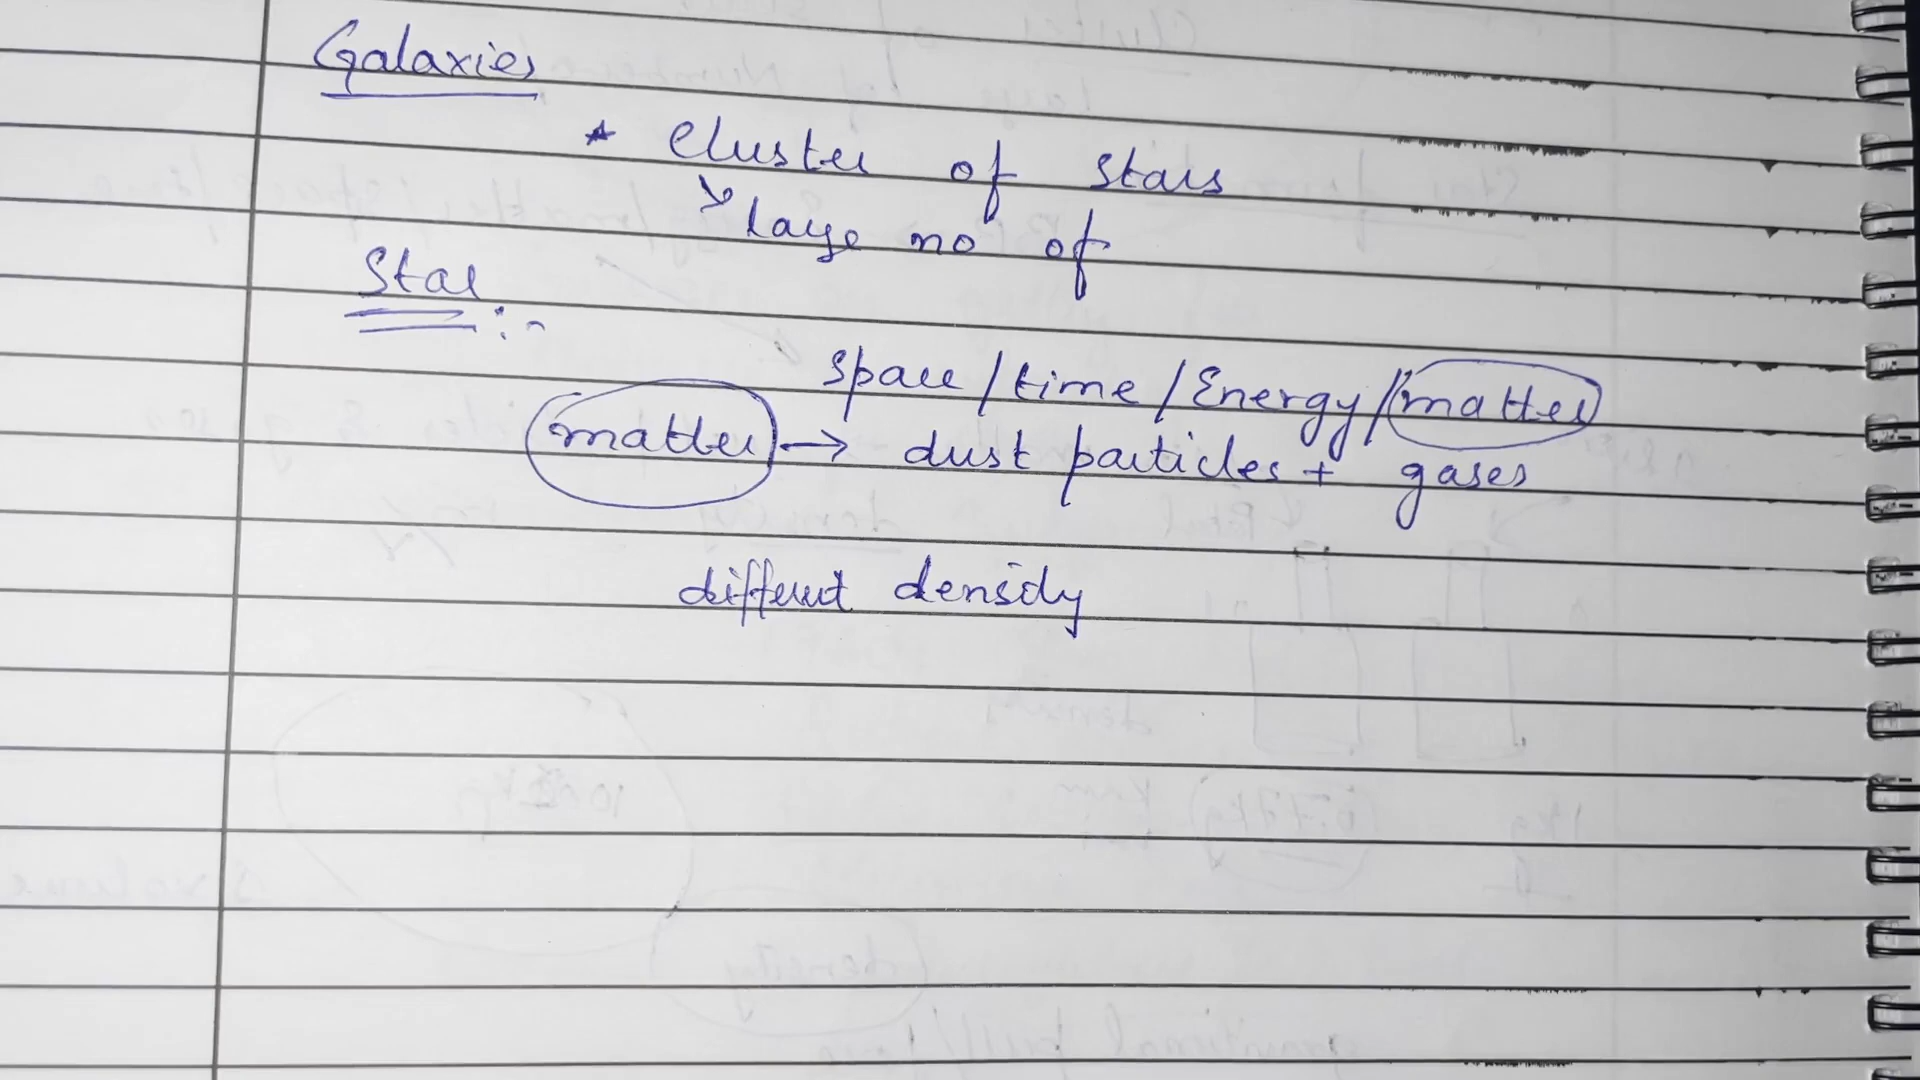 Galaxies
* Cluster of stars
↘ large no of
Star :-
space/time/Energy/matter
matter → dust particles + gases
different density